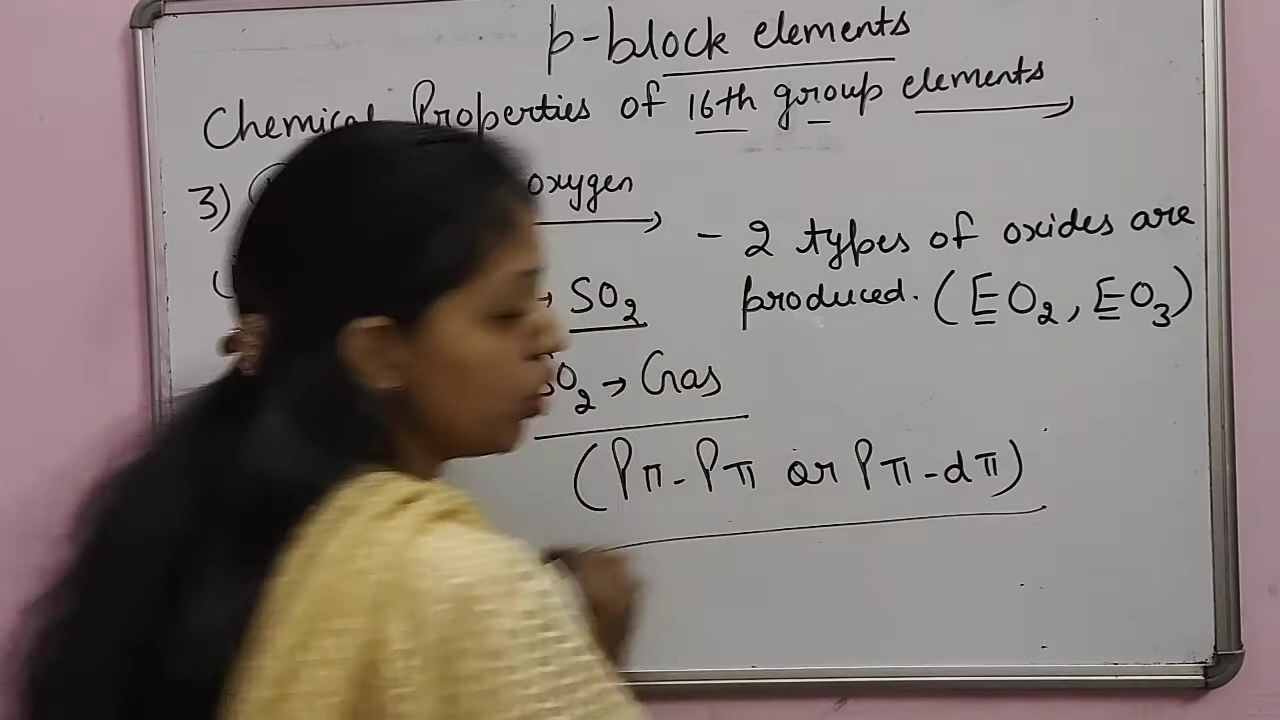 p-block elements
Chemical Properties of 16th group elements
3) oxygen
- 2 types of oxides are
produced. (EO₂, EO₃)
→ SO₂
SO₂ → Gas
(Pπ-Pπ or Pπ-dπ)